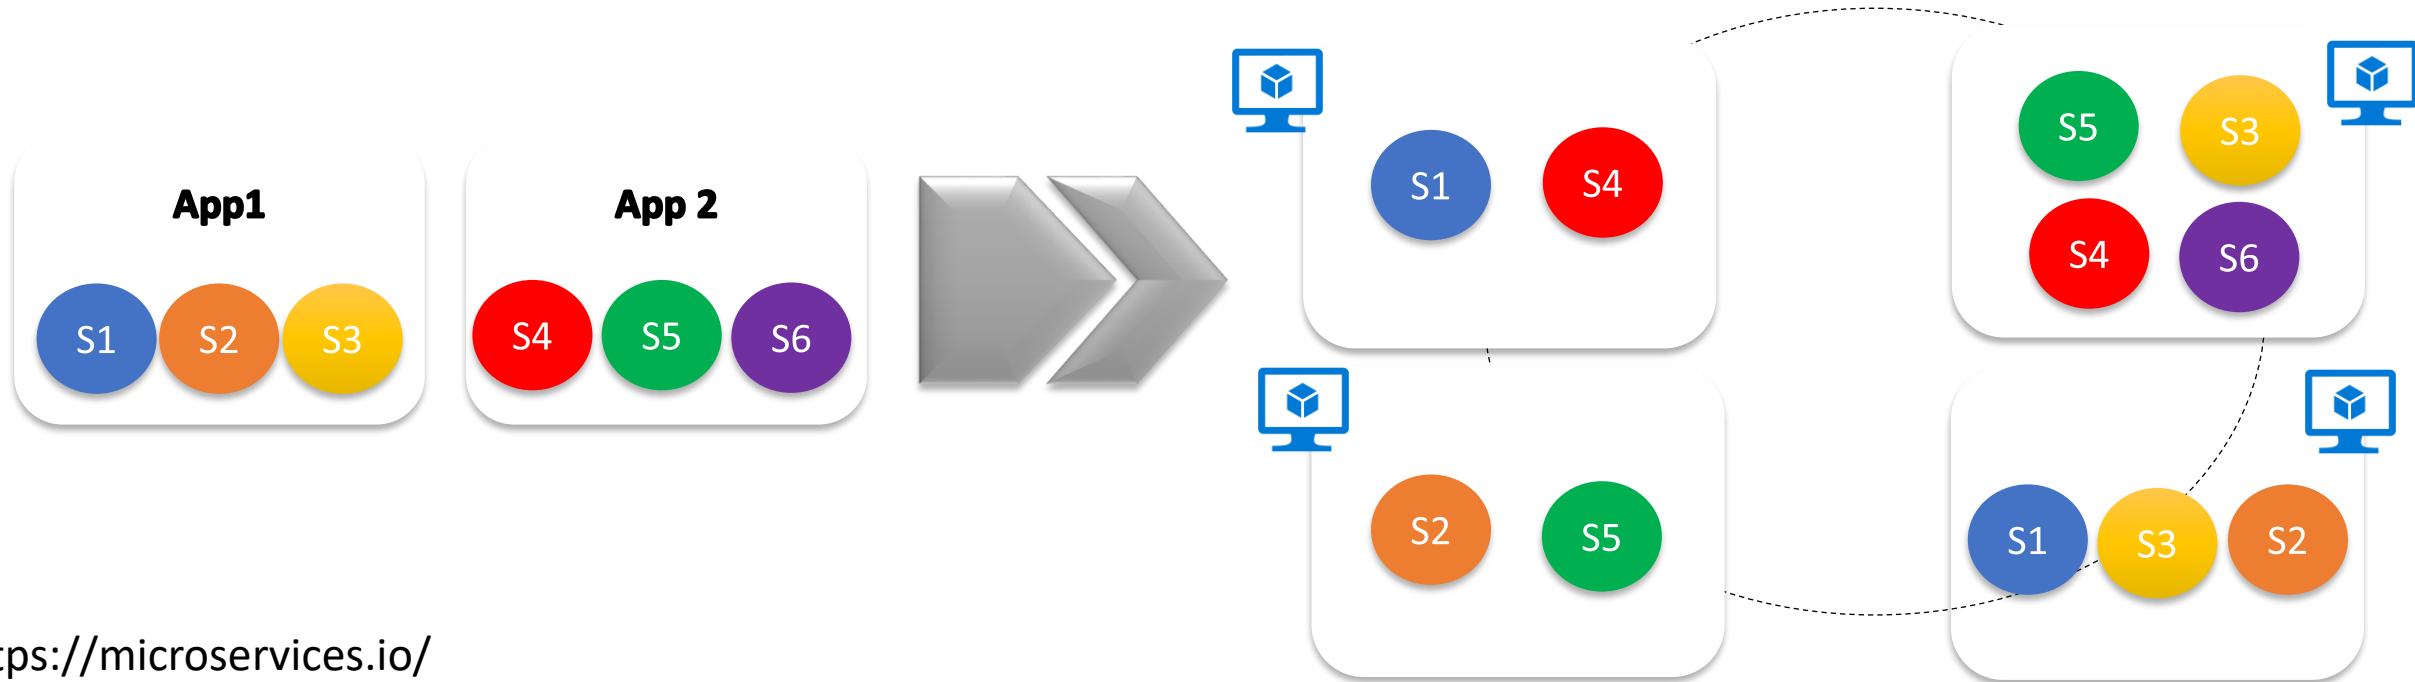 App1
S1 S2 S3
App 2
S4 S5 S6
S1 S4
S5 S3
S4 S6
S2 S5
S1 S3 S2
tps://microservices.io/